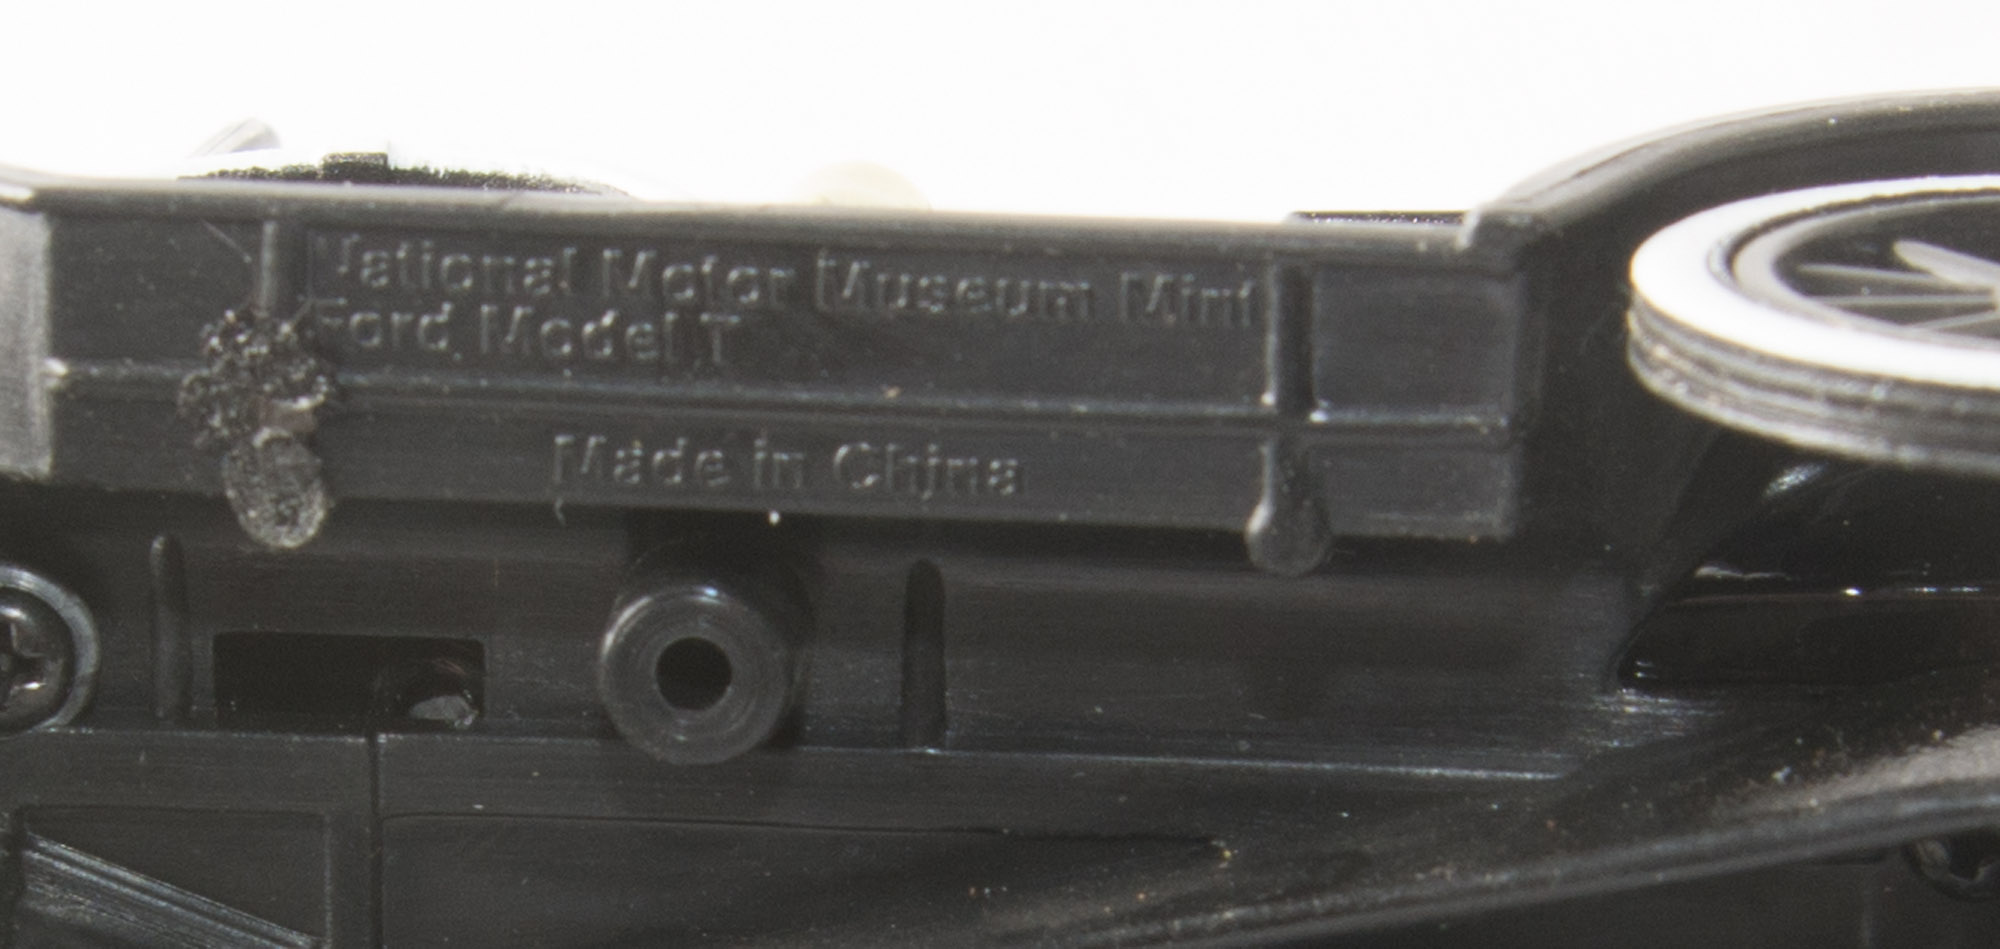 National Motor Museum Mint
Ford Model T
Made in China